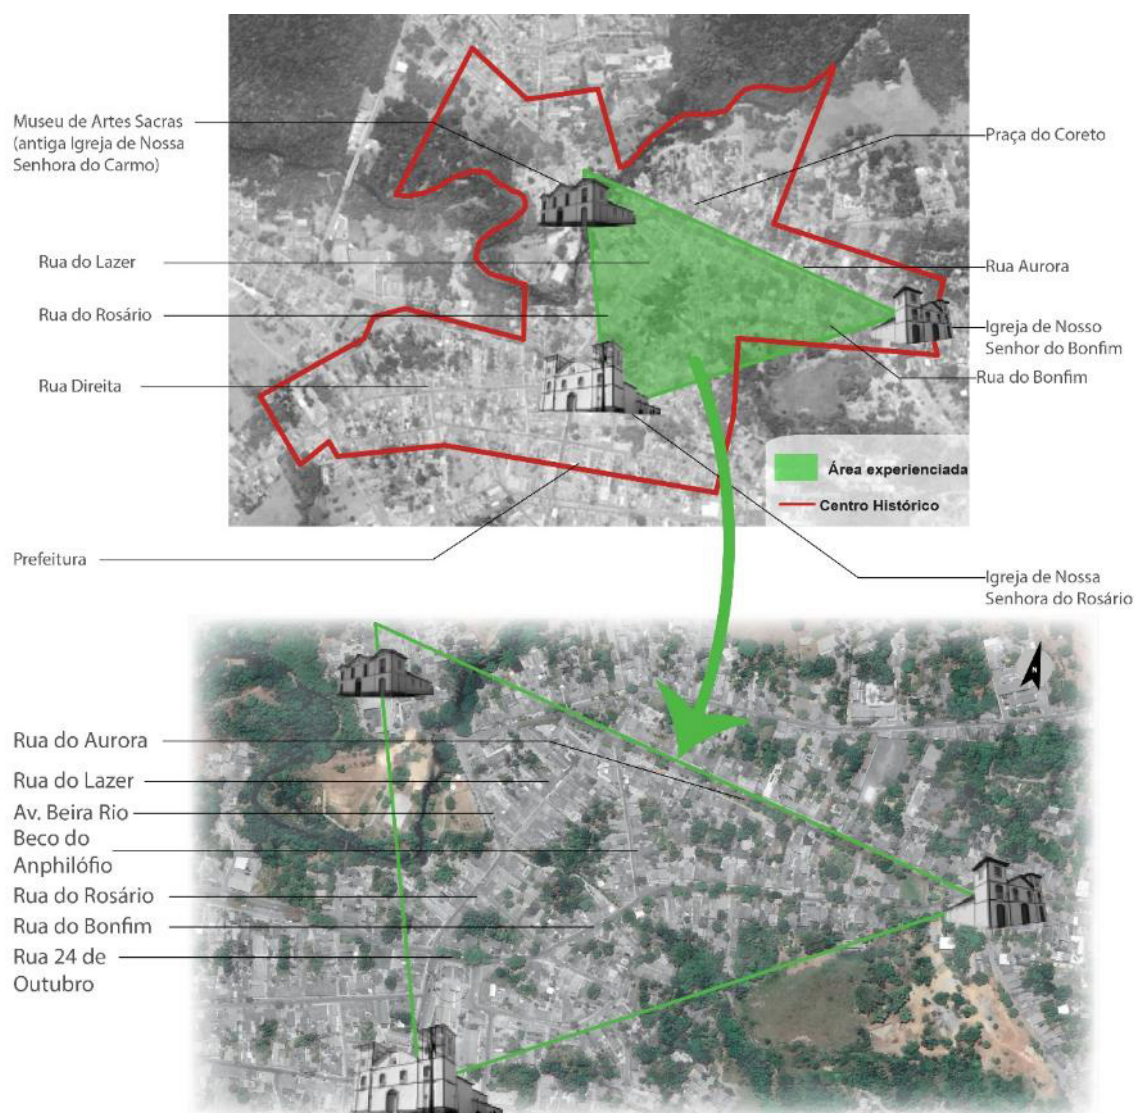 Museu de Artes Sacras
(antiga Igreja de Nossa
Senhora do Carmo)
Praça do Coreto
Rua do Lazer
Rua Aurora
Rua do Rosário
Igreja de Nosso
Senhor do Bomfim
Rua Direita
Rua do Bonfim
Área experienciada
Centro Histórico
Prefeitura
Igreja de Nossa
Senhora do Rosário
N
Rua do Aurora
Rua do Lazer
Av. Beira Rio
Beco do
Anphilófio
Rua do Rosário
Rua do Bonfim
Rua 24 de
Outubro